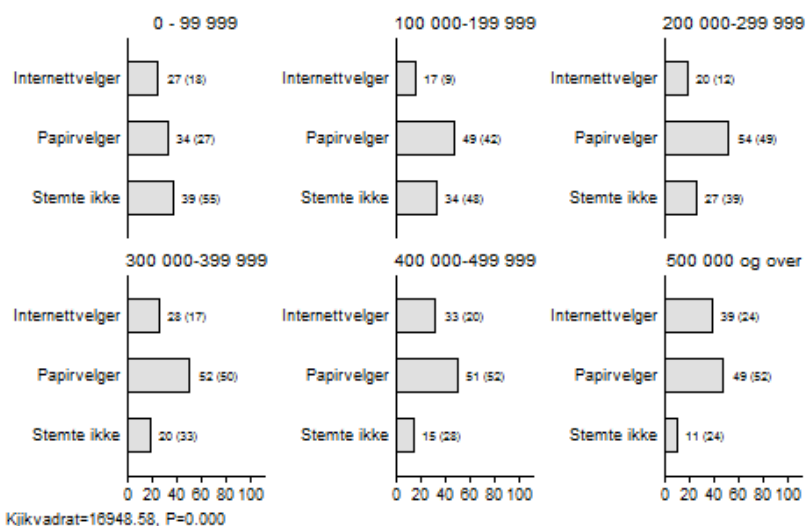 0 - 99 999
100 000-199 999
200 000-299 999
Internettvelger 27 (18)
Internettvelger 17 (9)
Internettvelger 20 (12)
Papirvelger 34 (27)
Papirvelger 49 (42)
Papirvelger 54 (49)
Stemte ikke 39 (55)
Stemte ikke 34 (48)
Stemte ikke 27 (39)
300 000-399 999
400 000-499 999
500 000 og over
Internettvelger 28 (17)
Internettvelger 33 (20)
Internettvelger 39 (24)
Papirvelger 52 (50)
Papirvelger 51 (52)
Papirvelger 49 (52)
Stemte ikke 20 (33)
Stemte ikke 15 (28)
Stemte ikke 11 (24)
0 20 40 60 80 100
0 20 40 60 80 100
0 20 40 60 80 100
Kjikvadrat=16948.58, P=0.000